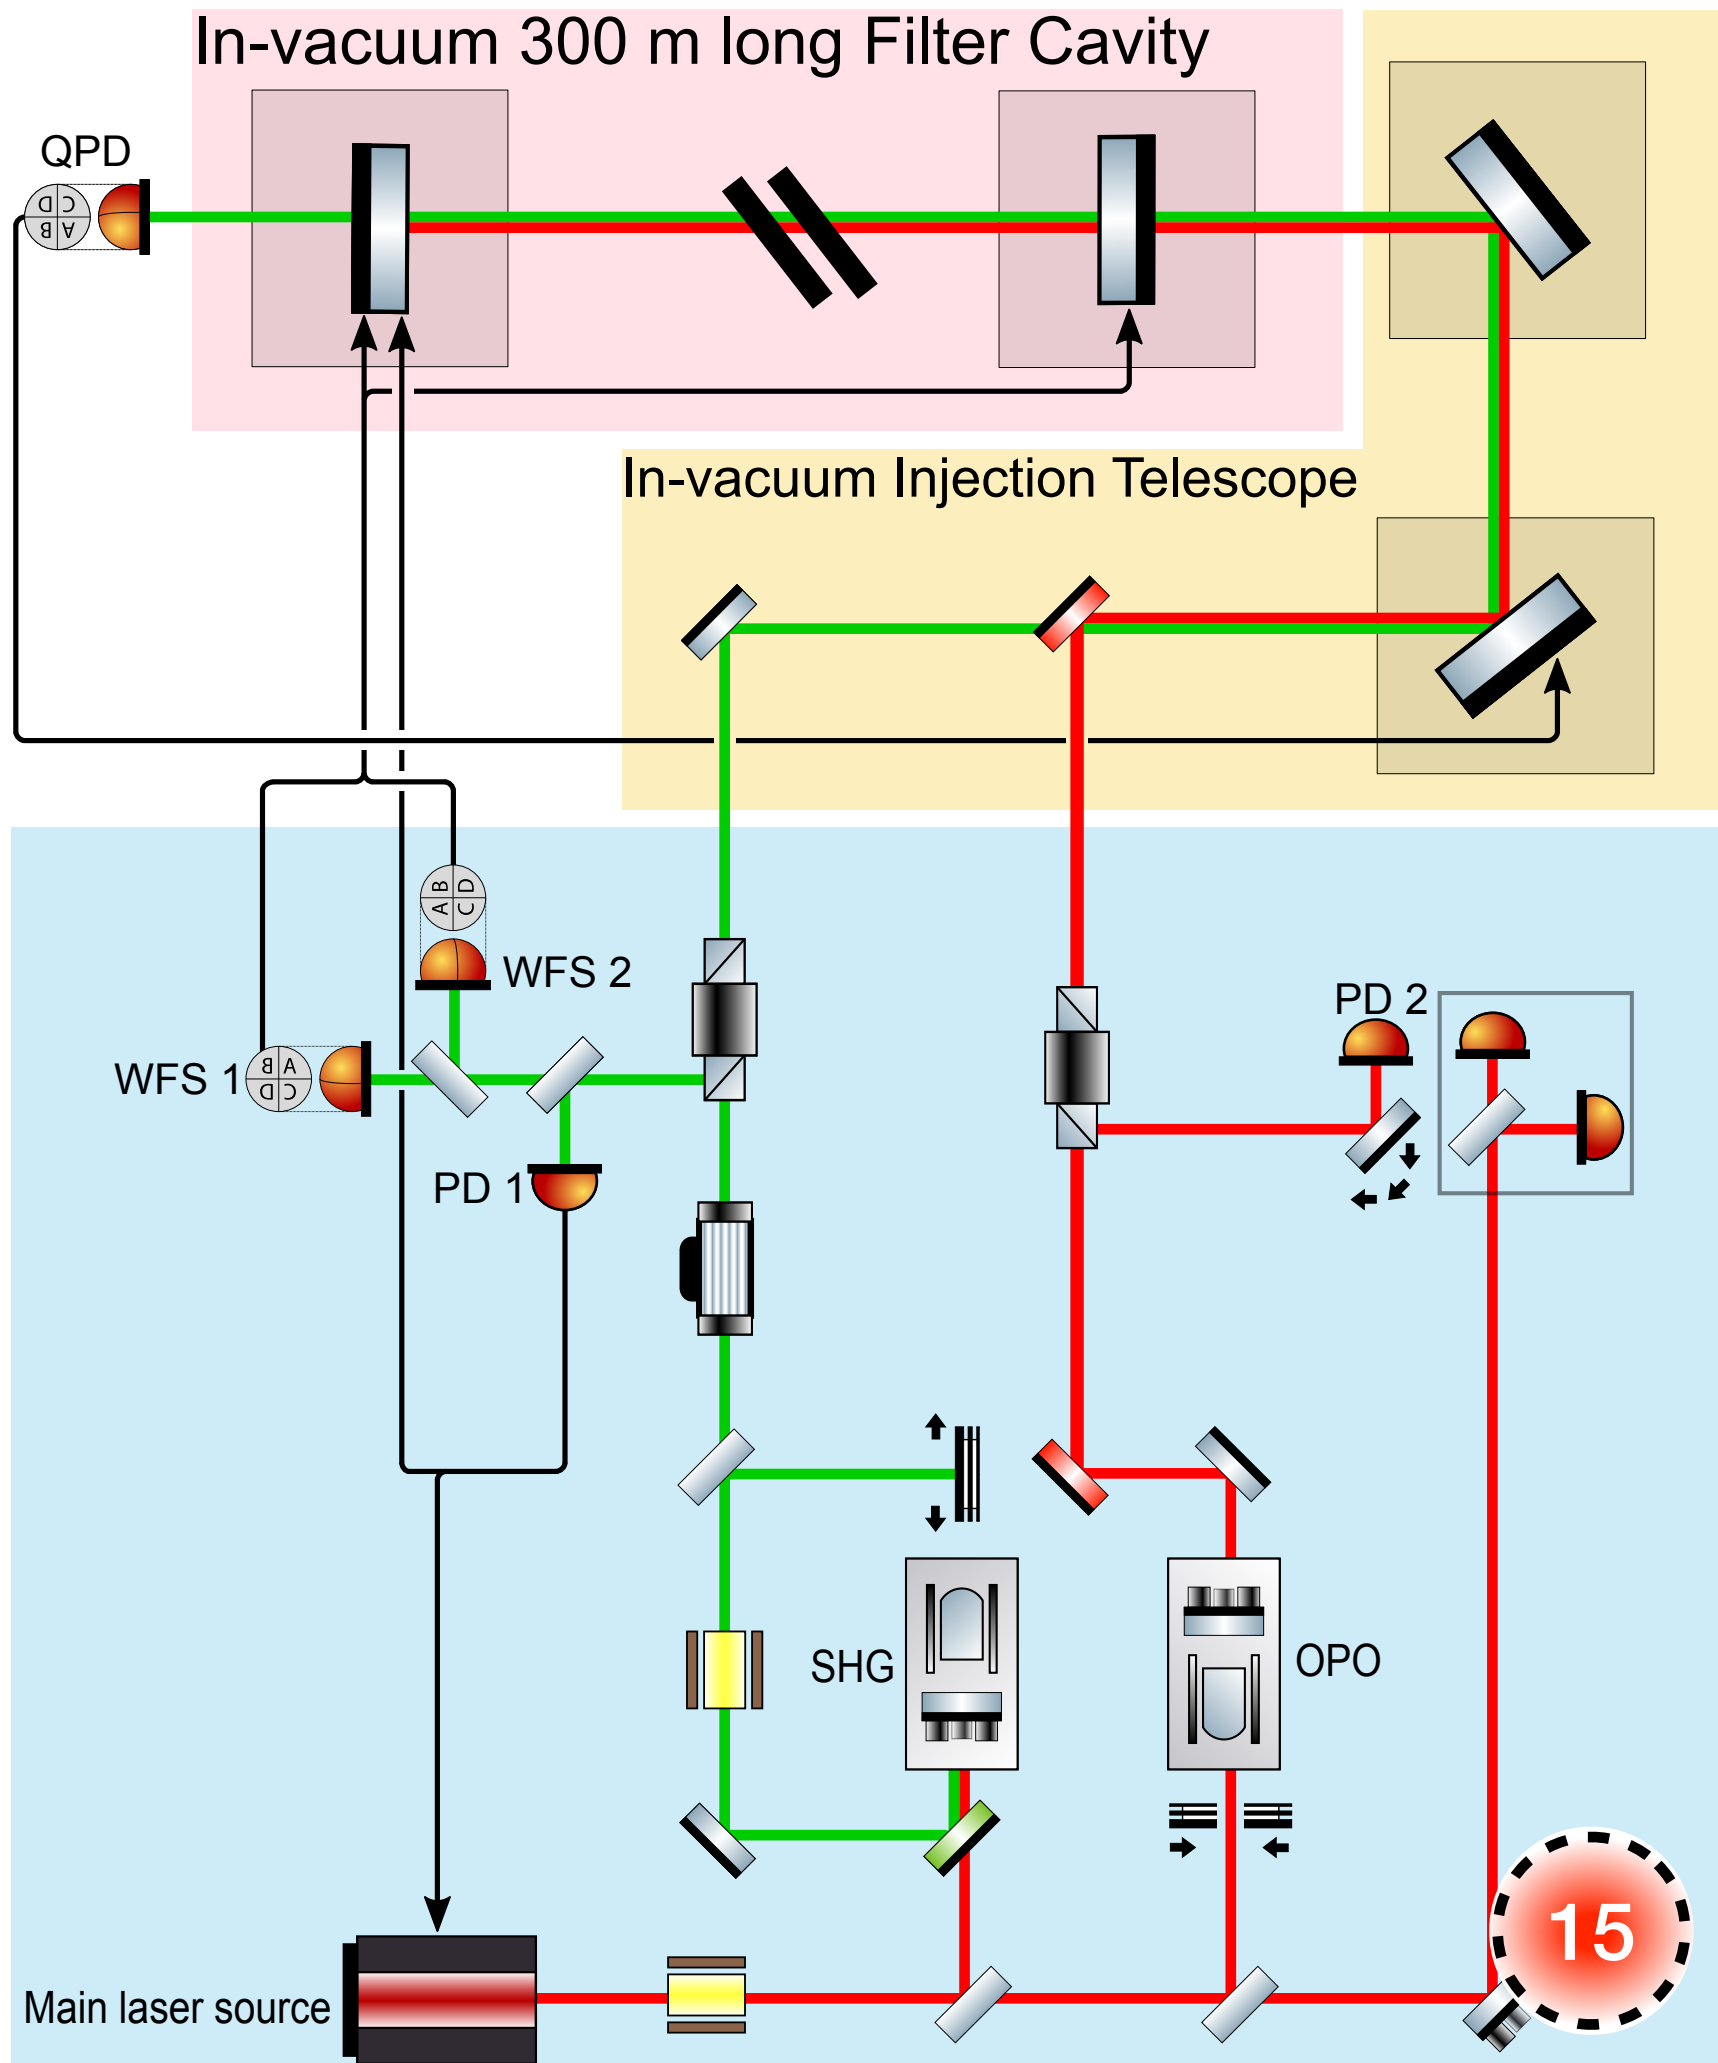 In-vacuum 300 m long Filter Cavity
QPD
A B
C D
In-vacuum Injection Telescope
A B
C D
WFS 2
WFS 1
A B
C D
PD 2
PD 1
SHG
OPO
15
Main laser source